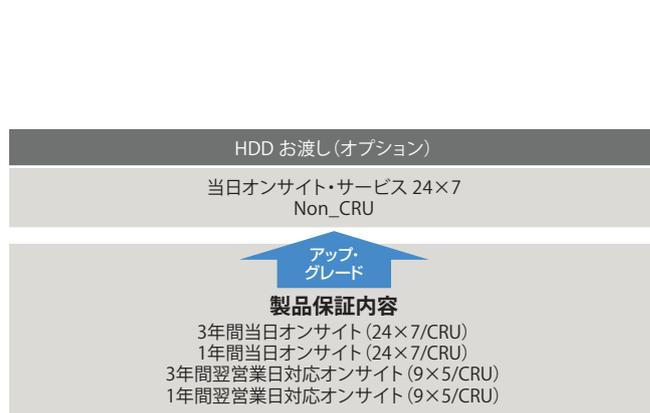 HDD お渡し（オプション）
当日オンサイト・サービス 24×7
Non_CRU
アップ・
グレード
製品保証内容
3年間当日オンサイト（24×7/CRU）
1年間当日オンサイト（24×7/CRU）
3年間翌営業日対応オンサイト（9×5/CRU）
1年間翌営業日対応オンサイト（9×5/CRU）